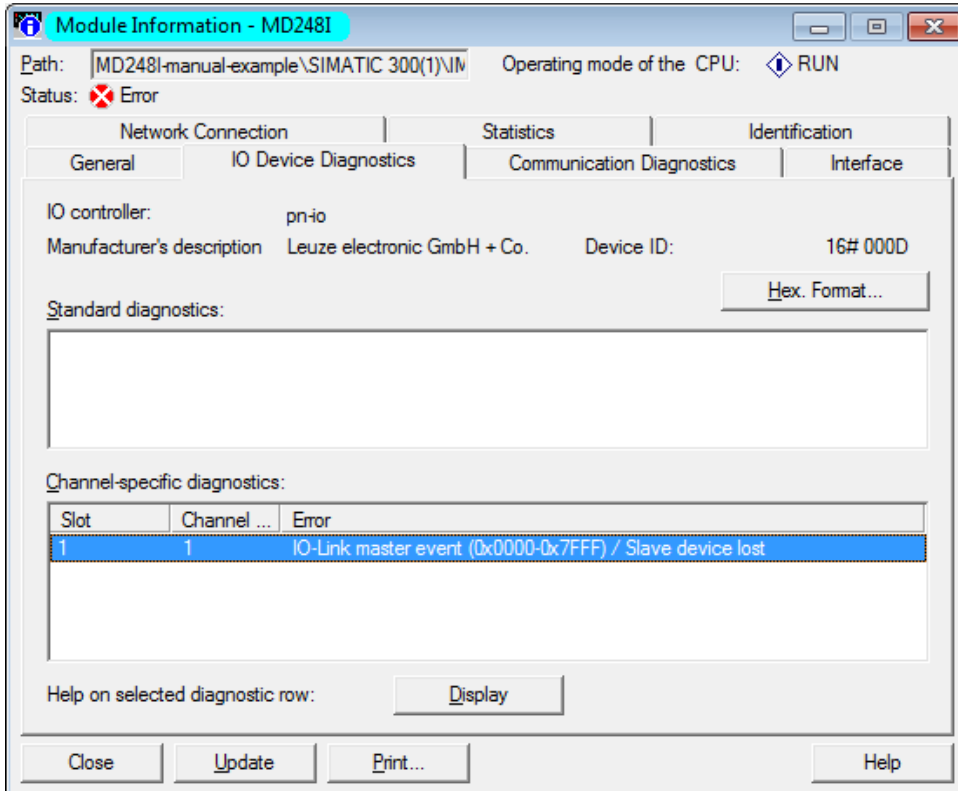 Module Information - MD248I
Path: MD248I-manual-example\SIMATIC 300(1)\IM Operating mode of the CPU: RUN
Status: Error
Network Connection Statistics Identification
General IO Device Diagnostics Communication Diagnostics Interface
IO controller: pn-io
Manufacturer's description Leuze electronic GmbH + Co. Device ID: 16# 000D
Hex. Format...
Standard diagnostics:
Channel-specific diagnostics:
Slot Channel ... Error
1 1 IO-Link master event (0x0000-0x7FFF) / Slave device lost
Help on selected diagnostic row: Display
Close Update Print... Help